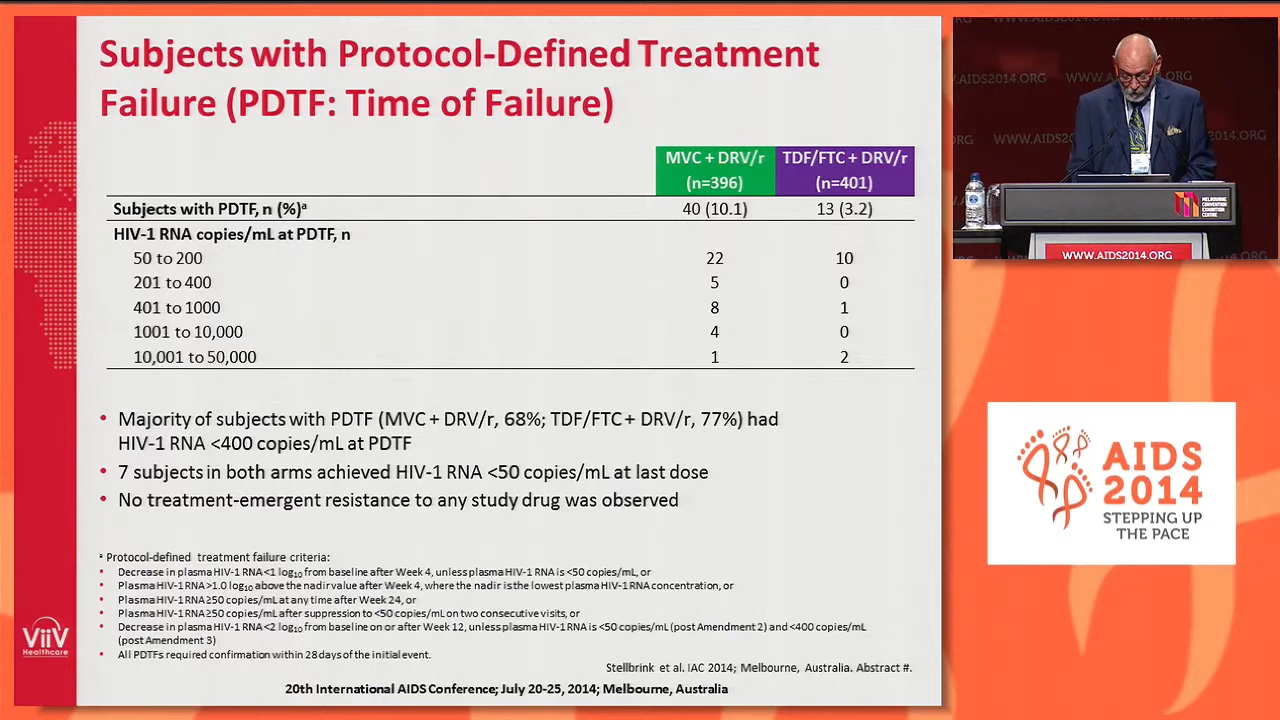 Subjects with Protocol-Defined Treatment
Failure (PDTF: Time of Failure)
MVC + DRV/r TDF/FTC + DRV/r
(n=396) (n=401)
Subjects with PDTF, n (%)ᵃ 40 (10.1) 13 (3.2)
HIV-1 RNA copies/mL at PDTF, n
50 to 200 22 10
201 to 400 5 0
401 to 1000 8 1
1001 to 10,000 4 0
10,001 to 50,000 1 2
• Majority of subjects with PDTF (MVC + DRV/r, 68%; TDF/FTC + DRV/r, 77%) had
HIV-1 RNA <400 copies/mL at PDTF
• 7 subjects in both arms achieved HIV-1 RNA <50 copies/mL at last dose
• No treatment-emergent resistance to any study drug was observed
ᵃ Protocol-defined treatment failure criteria:
• Decrease in plasma HIV-1 RNA <1 log₁₀ from baseline after Week 4, unless plasma HIV-1 RNA is <50 copies/mL, or
• Plasma HIV-1 RNA >1.0 log₁₀ above the nadir value after Week 4, where the nadir is the lowest plasma HIV-1 RNA concentration, or
• Plasma HIV-1 RNA ≥50 copies/mL at any time after Week 24, or
• Plasma HIV-1 RNA ≥50 copies/mL after suppression to <50 copies/mL on two consecutive visits, or
• Decrease in plasma HIV-1 RNA <2 log₁₀ from baseline on or after Week 12, unless plasma HIV-1 RNA is <50 copies/mL (post Amendment 2) and <400 copies/mL
(post Amendment 3)
• All PDTFs required confirmation within 28 days of the initial event.
Stellbrink et al. IAC 2014; Melbourne, Australia. Abstract #.
20th International AIDS Conference; July 20-25, 2014; Melbourne, Australia
ViiV
Healthcare
.AIDS2014.ORG WWW.AIDS2014.ORG
WWW.AIDS2014.ORG
MELBOURNE
CONVENTION
EXHIBITION
CENTRE
WWW.AIDS2014.ORG
AIDS
2014
STEPPING UP
THE PACE